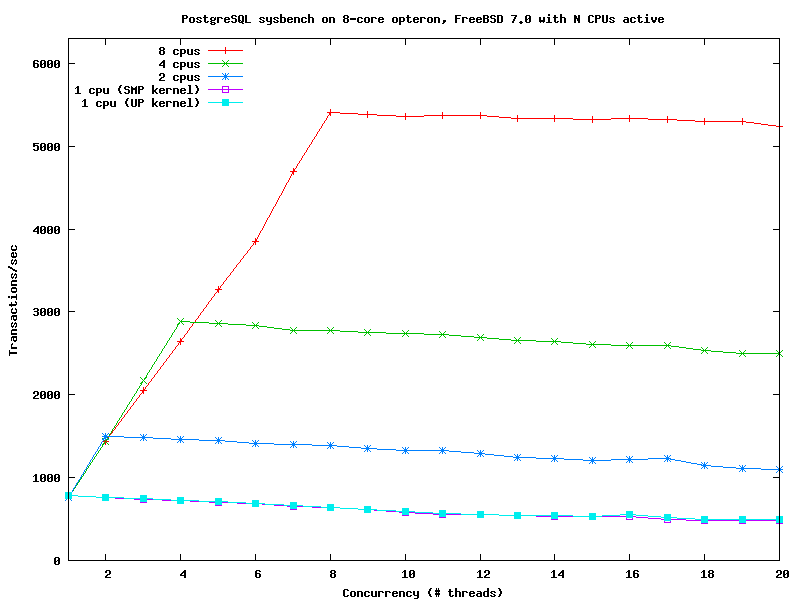 PostgreSQL sysbench on 8-core opteron, FreeBSD 7.0 with N CPUs active
8 cpus
4 cpus
2 cpus
1 cpu (SMP kernel)
1 cpu (UP kernel)
6000
5000
4000
3000
2000
1000
0
Transactions/sec
2 4 6 8 10 12 14 16 18 20
Concurrency (# threads)